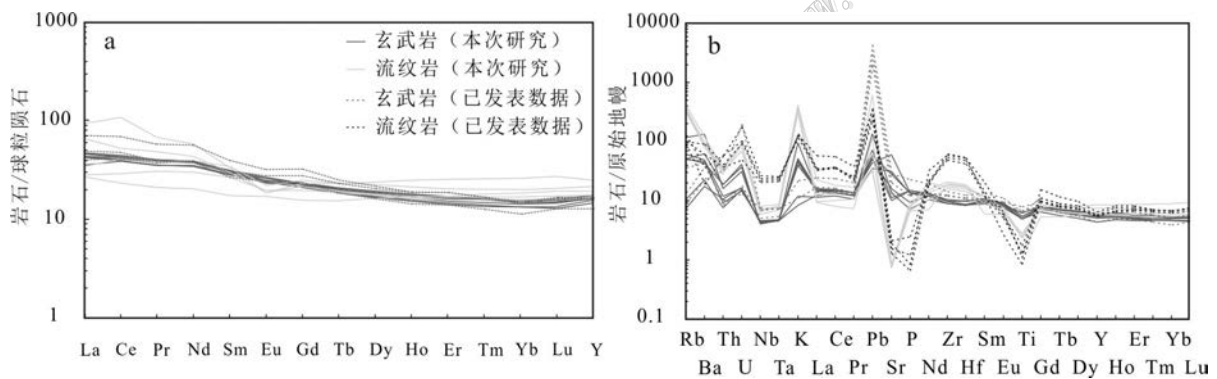 a
1000
100
10
1
岩石/球粒陨石
玄武岩（本次研究）
流纹岩（本次研究）
玄武岩（已发表数据）
流纹岩（已发表数据）
La Ce Pr Nd Sm Eu Gd Tb Dy Ho Er Tm Yb Lu Y
b
10000
1000
100
10
1
0.1
岩石/原始地幔
Rb Th Nb K Ce Pb P Zr Sm Ti Tb Y Er Yb
Ba U Ta La Pr Sr Nd Hf Eu Gd Dy Ho Tm Lu